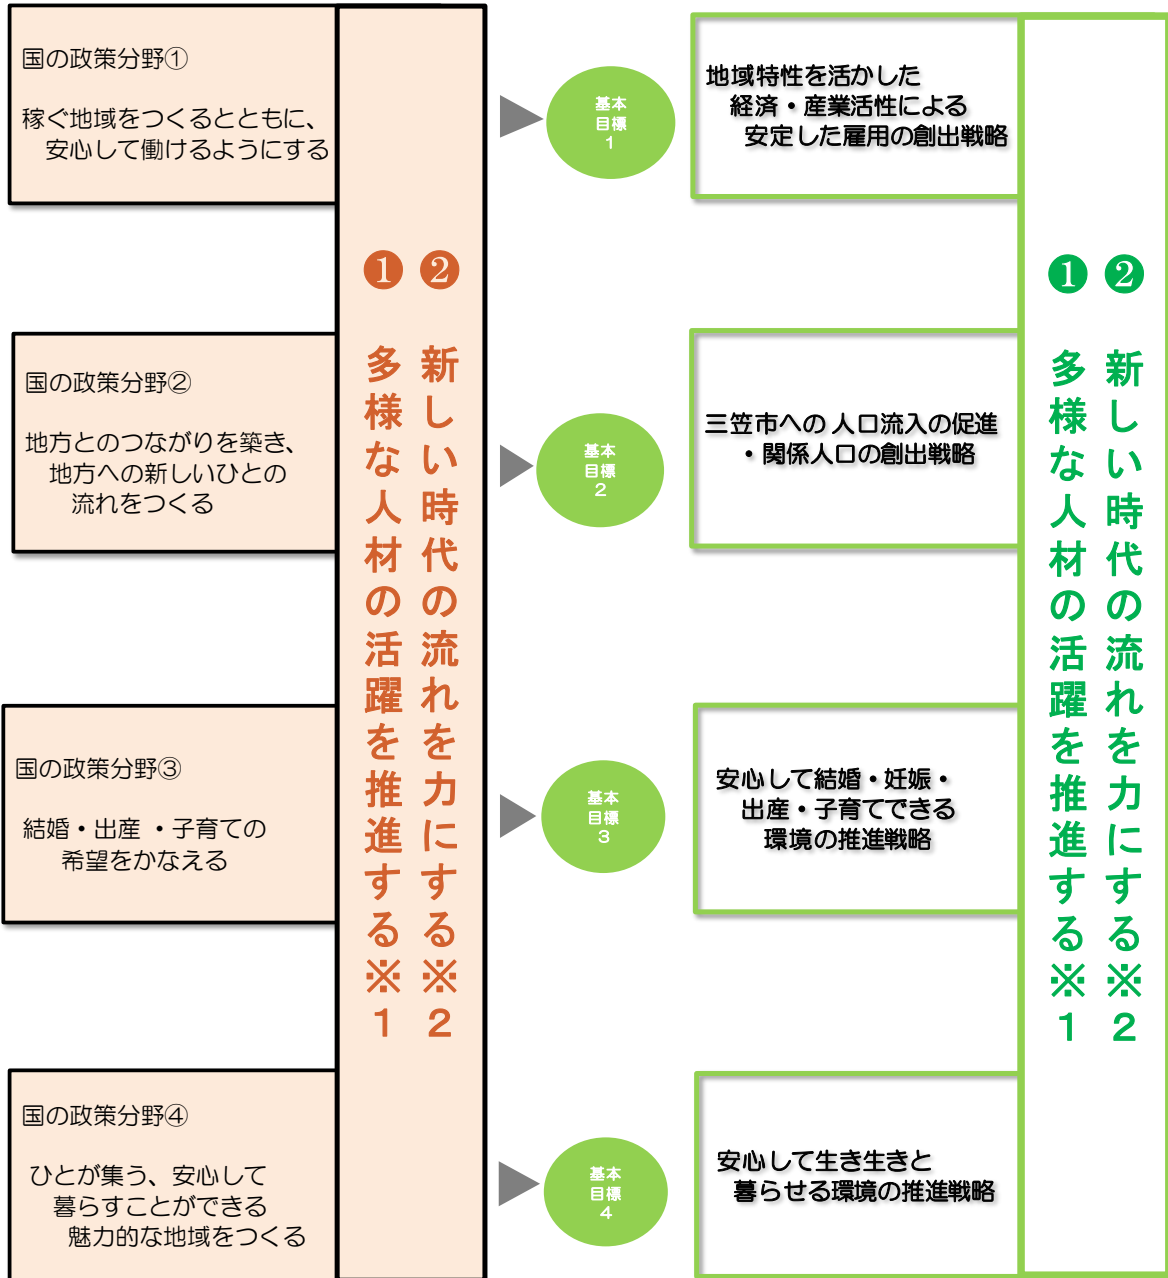 国の政策分野①
稼ぐ地域をつくるとともに、
安心して働けるようにする
基本
目標
1
地域特性を活かした
経済・産業活性による
安定した雇用の創出戦略
国の政策分野②
地方とのつながりを築き、
地方への新しいひとの
流れをつくる
基本
目標
2
三笠市への人口流入の促進
・関係人口の創出戦略
国の政策分野③
結婚・出産・子育ての
希望をかなえる
基本
目標
3
安心して結婚・妊娠・
出産・子育てできる
環境の推進戦略
国の政策分野④
ひとが集う、安心して
暮らすことができる
魅力的な地域をつくる
基本
目標
4
安心して生き生きと
暮らせる環境の推進戦略
❷ 新しい時代の流れを力にする※2
❶ 多様な人材の活躍を推進する※1
❷ 新しい時代の流れを力にする※2
❶ 多様な人材の活躍を推進する※1